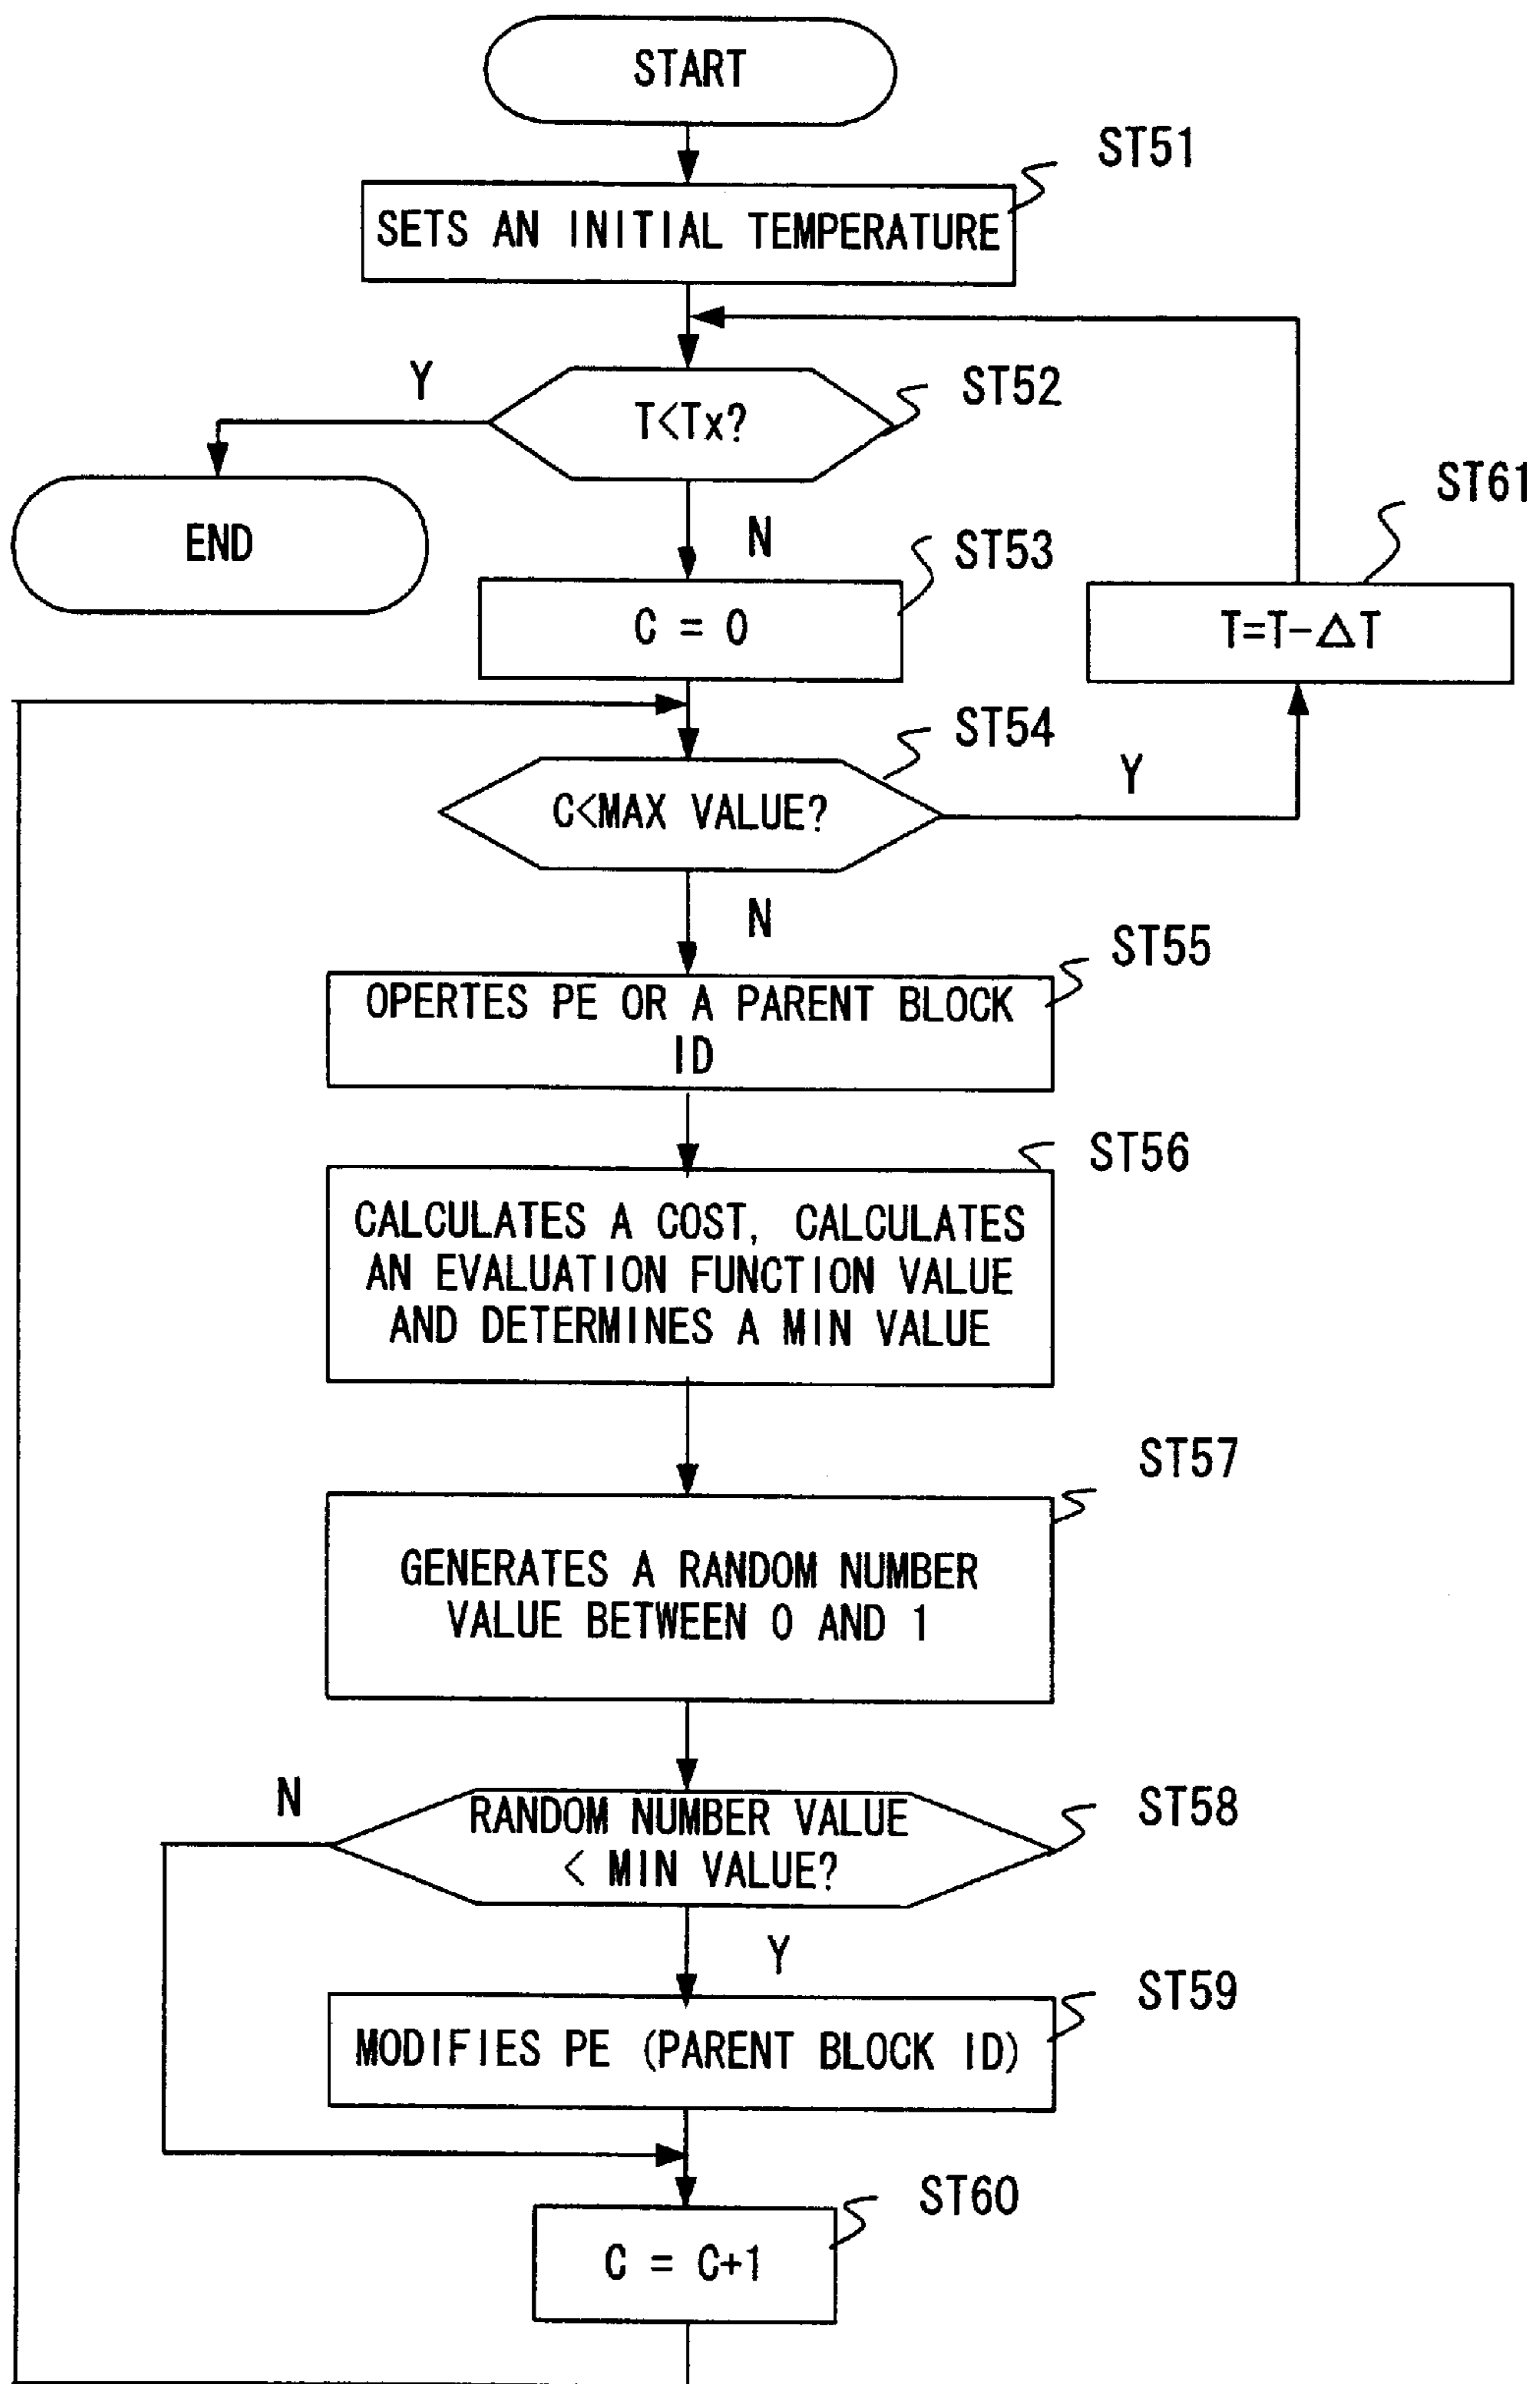 START
ST51
SETS AN INITIAL TEMPERATURE
Y
T<Tx?
ST52
END
N
ST53
C = 0
ST61
T=T-△T
ST54
C<MAX VALUE?
Y
N
ST55
OPERTES PE OR A PARENT BLOCK
ID
ST56
CALCULATES A COST, CALCULATES
AN EVALUATION FUNCTION VALUE
AND DETERMINES A MIN VALUE
ST57
GENERATES A RANDOM NUMBER
VALUE BETWEEN 0 AND 1
N
RANDOM NUMBER VALUE
< MIN VALUE?
ST58
Y
ST59
MODIFIES PE (PARENT BLOCK ID)
ST60
C = C+1